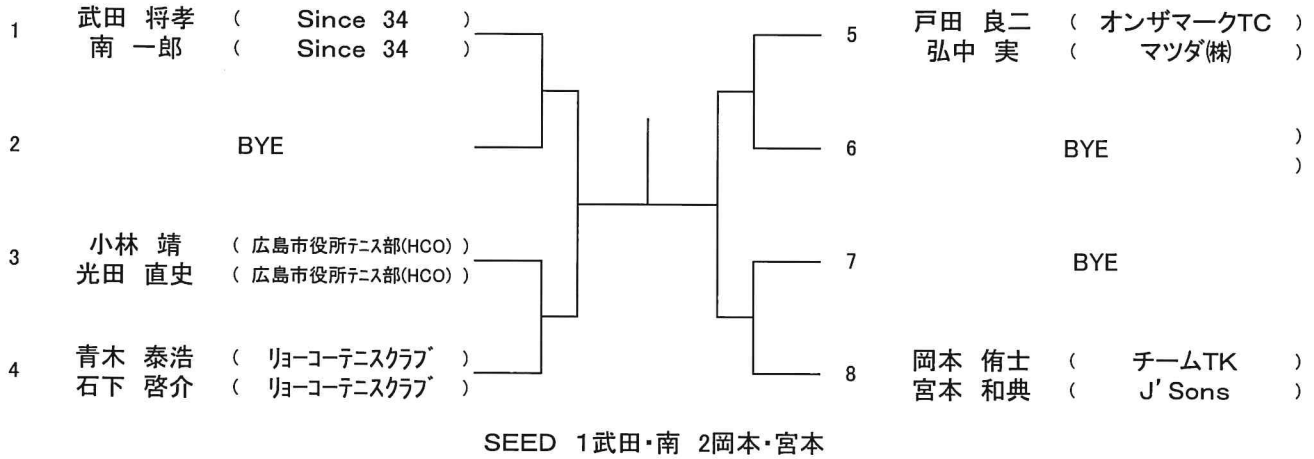 1 武田 将孝 ( Since 34 )
南 一郎 ( Since 34 )
2 BYE
3 小林 靖 ( 広島市役所ﾃﾆｽ部(HCO) )
光田 直史 ( 広島市役所ﾃﾆｽ部(HCO) )
4 青木 泰浩 ( ﾘｮｰｺｰﾃﾆｽｸﾗﾌﾞ )
石下 啓介 ( ﾘｮｰｺｰﾃﾆｽｸﾗﾌﾞ )
5 戸田 良二 ( オンザマークTC )
弘中 実 ( マツダ㈱ )
6 BYE )
)
7 BYE
8 岡本 侑士 ( チームTK )
宮本 和典 ( J'Sons )
SEED 1武田・南 2岡本・宮本